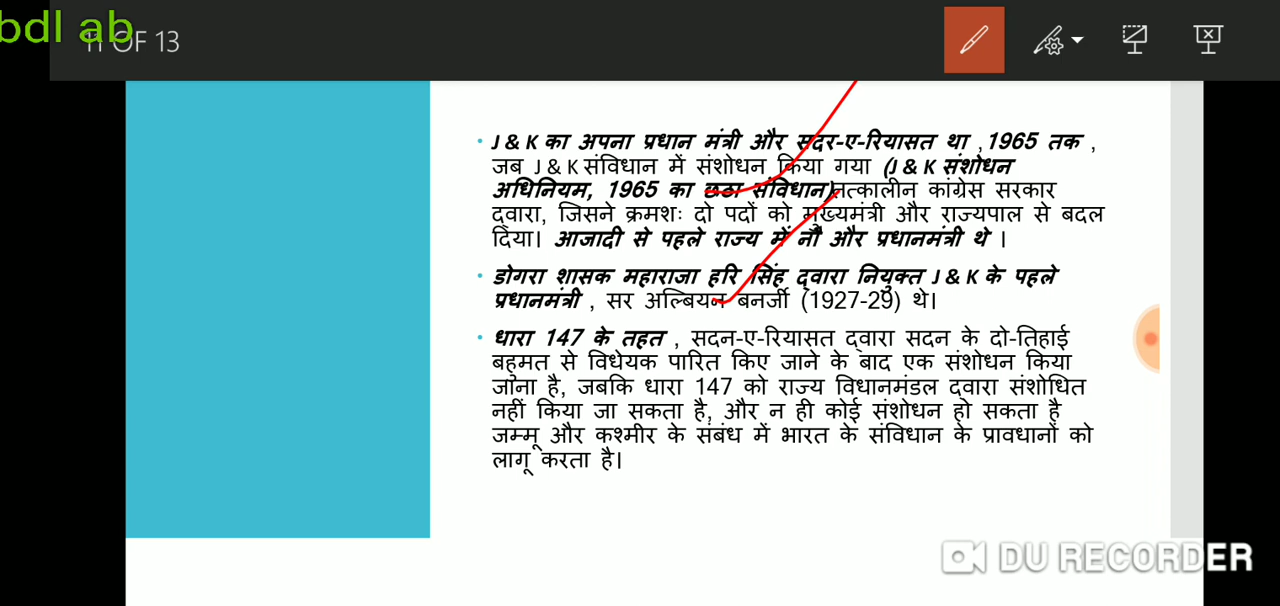 bdl ab
11 OF 13
• J & K का अपना प्रधान मंत्री और सदर-ए-रियासत था , 1965 तक ,
जब J & K संविधान में संशोधन किया गया (J & K संशोधन
अधिनियम, 1965 का छठा संविधान)तत्कालीन कांग्रेस सरकार
द्वारा, जिसने क्रमशः दो पदों को मुख्यमंत्री और राज्यपाल से बदल
दिया। आजादी से पहले राज्य में नौ और प्रधानमंत्री थे ।
• डोगरा शासक महाराजा हरि सिंह द्वारा नियुक्त J & K के पहले
प्रधानमंत्री , सर अल्बियन बनर्जी (1927-29) थे।
• धारा 147 के तहत , सदन-ए-रियासत द्वारा सदन के दो-तिहाई
बहुमत से विधेयक पारित किए जाने के बाद एक संशोधन किया
जाना है, जबकि धारा 147 को राज्य विधानमंडल द्वारा संशोधित
नहीं किया जा सकता है, और न ही कोई संशोधन हो सकता है
जम्मू और कश्मीर के संबंध में भारत के संविधान के प्रावधानों को
लागू करता है।
DU RECORDER